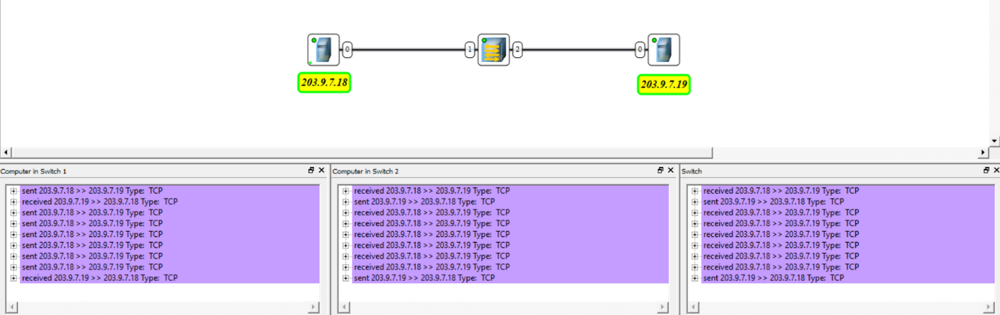 0 1 2 0
203.9.7.18 203.9.7.19
Computer in Switch 1
sent 203.9.7.18 >> 203.9.7.19 Type: TCP
received 203.9.7.19 >> 203.9.7.18 Type: TCP
sent 203.9.7.18 >> 203.9.7.19 Type: TCP
sent 203.9.7.18 >> 203.9.7.19 Type: TCP
sent 203.9.7.18 >> 203.9.7.19 Type: TCP
sent 203.9.7.18 >> 203.9.7.19 Type: TCP
sent 203.9.7.18 >> 203.9.7.19 Type: TCP
sent 203.9.7.18 >> 203.9.7.19 Type: TCP
received 203.9.7.19 >> 203.9.7.18 Type: TCP
Computer in Switch 2
received 203.9.7.18 >> 203.9.7.19 Type: TCP
sent 203.9.7.19 >> 203.9.7.18 Type: TCP
received 203.9.7.18 >> 203.9.7.19 Type: TCP
received 203.9.7.18 >> 203.9.7.19 Type: TCP
received 203.9.7.18 >> 203.9.7.19 Type: TCP
received 203.9.7.18 >> 203.9.7.19 Type: TCP
received 203.9.7.18 >> 203.9.7.19 Type: TCP
received 203.9.7.18 >> 203.9.7.19 Type: TCP
sent 203.9.7.19 >> 203.9.7.18 Type: TCP
Switch
received 203.9.7.18 >> 203.9.7.19 Type: TCP
sent 203.9.7.19 >> 203.9.7.18 Type: TCP
received 203.9.7.18 >> 203.9.7.19 Type: TCP
received 203.9.7.18 >> 203.9.7.19 Type: TCP
received 203.9.7.18 >> 203.9.7.19 Type: TCP
received 203.9.7.18 >> 203.9.7.19 Type: TCP
received 203.9.7.18 >> 203.9.7.19 Type: TCP
received 203.9.7.18 >> 203.9.7.19 Type: TCP
sent 203.9.7.19 >> 203.9.7.18 Type: TCP